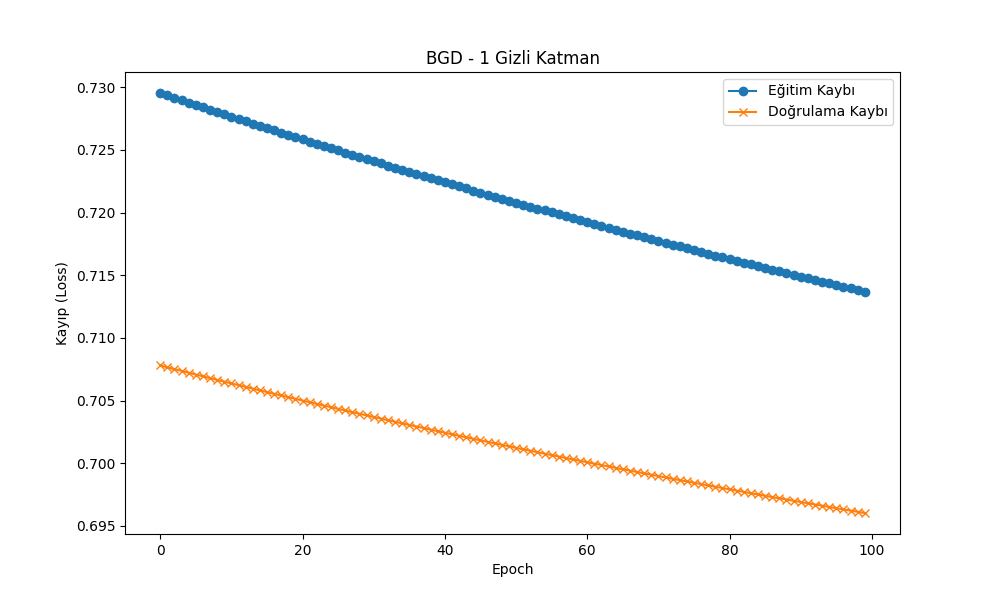 BGD - 1 Gizli Katman
Eğitim Kaybı
Doğrulama Kaybı
Kayıp (Loss)
0.730
0.725
0.720
0.715
0.710
0.705
0.700
0.695
0 20 40 60 80 100
Epoch